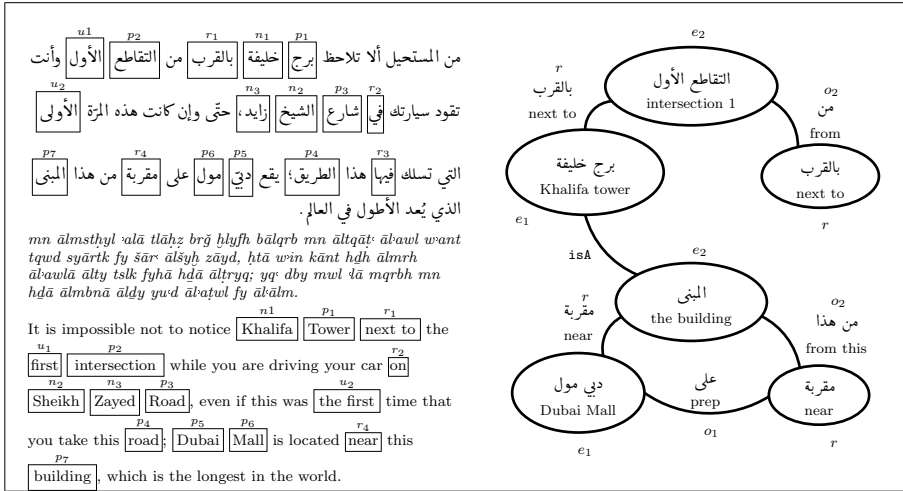 u1 p2 r1 n1 p1
من المستحيل ألا تلاحظ برج خليفة بالقرب من التقاطع الأول وأنت
u2 n3 n2 p3 r2
تقود سيارتك في شارع الشيخ زايد، حتّى وإن كانت هذه المرّة الأولى
p7 r4 p6 p5 p4 r3
التي تسلك فيها هذا الطريق؛ يقع دبيّ مول على مقربة من هذا المبنى
الذي يُعد الأطول في العالم.
mn ālmstḥyl ʾalā tlāḥẓ brǧ ḫlyfh bālqrb mn āltqāṭʿ ālʾawl wʾant
tqwd syārtk fy šārʿ ālšyḫ zāyd, ḥtā wʾin kānt hḏh ālmrh
ālʾawlā ālty tslk fyhā hḏā ālṭryq; yqʿ dby mwl ʿlā mqrbh mn
hḏā ālmbnā ālḏy yuʿd ālʾaṭwl fy ālʿālm.
n1 p1 r1
It is impossible not to notice Khalifa Tower next to the
u1 p2 r2
first intersection while you are driving your car on
n2 n3 p3 u2
Sheikh Zayed Road, even if this was the first time that
p4 p5 p6 r4
you take this road; Dubai Mall is located near this
p7
building, which is the longest in the world.
e2
التقاطع الأول
intersection 1
r
بالقرب
next to
o2
من
from
برج خليفة
Khalifa tower
e1
بالقرب
next to
r
isA
e2
المبنى
the building
r
مقربة
near
o2
من هذا
from this
دبي مول
Dubai Mall
e1
على
prep
o1
مقربة
near
r